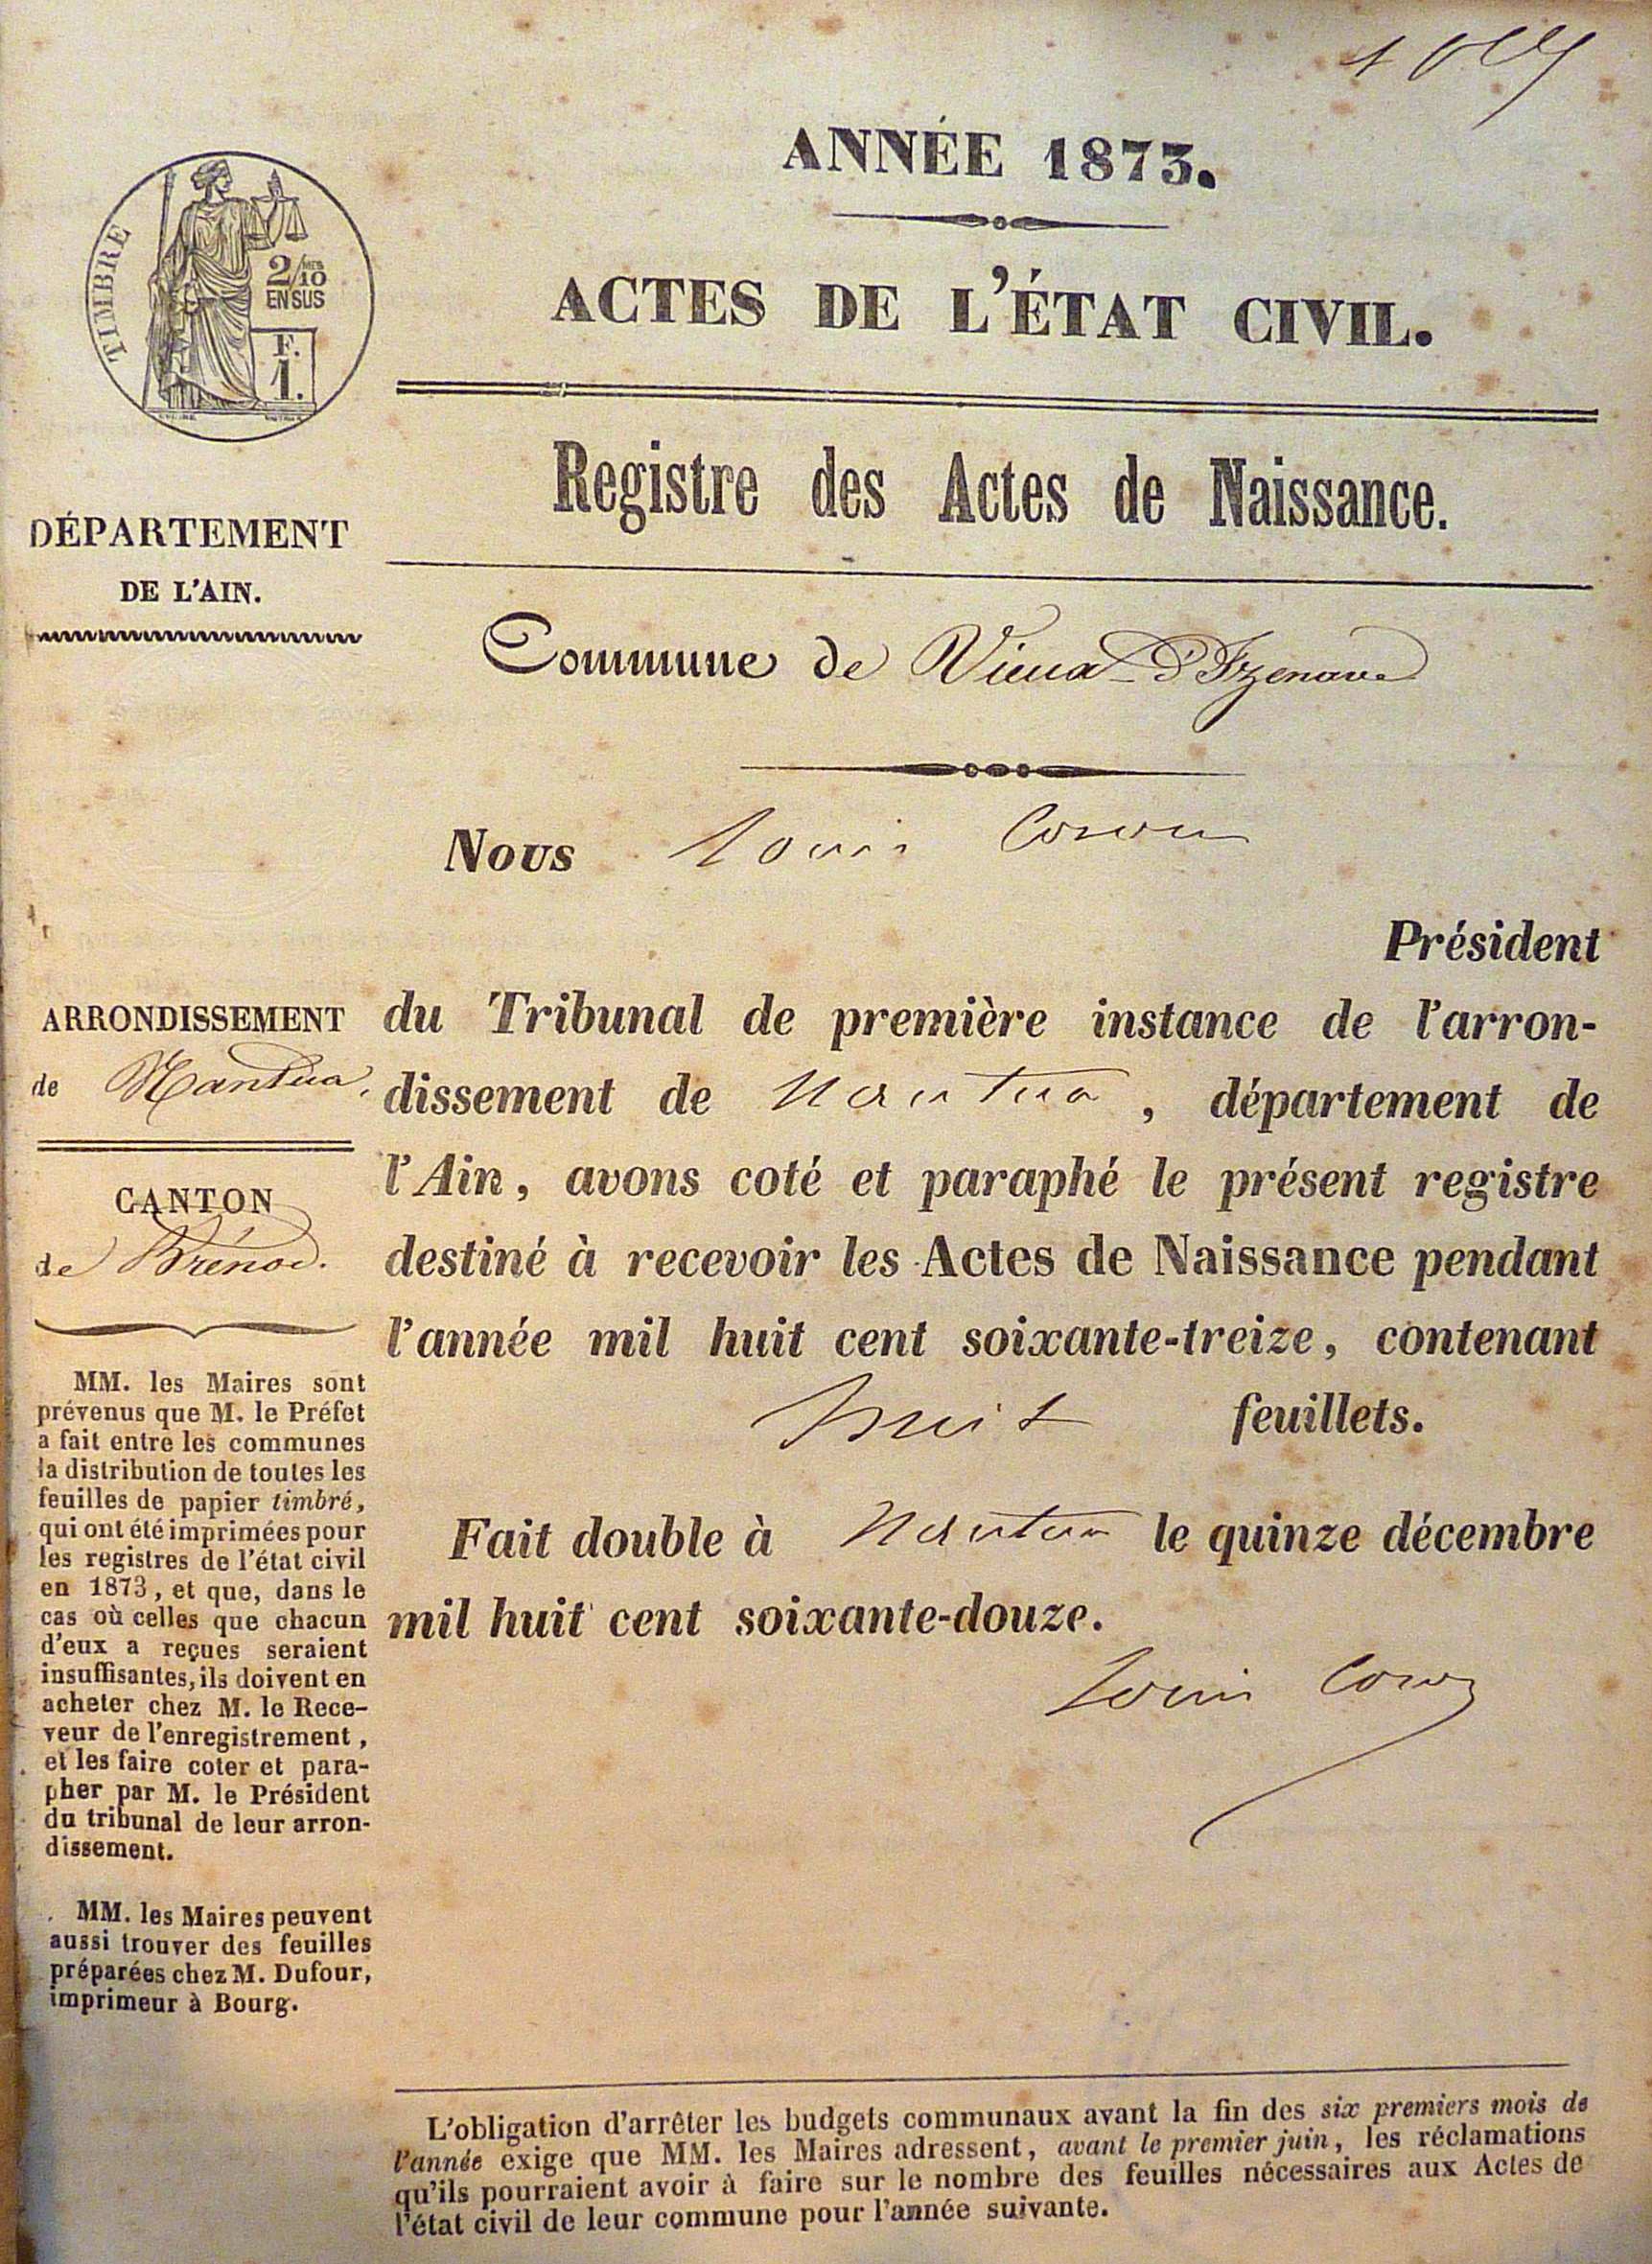 ANNÉE 1873.
TIMBRE
2/10 MES
EN SUS
F.
1.
ACTES DE L'ÉTAT CIVIL.
Registre des Actes de Naissance.
DÉPARTEMENT
DE L'AIN.
Commune de Vieux-d'Izenave
Nous Louis
Président
du Tribunal de première instance de l'arron-
dissement de Nantua, département de
l'Ain, avons coté et paraphé le présent registre
destiné à recevoir les Actes de Naissance pendant
l'année mil huit cent soixante-treize, contenant
huit feuillets.
Fait double à Nantua le quinze décembre
mil huit cent soixante-douze.
Louis
ARRONDISSEMENT
de Nantua,
CANTON
de Brénod.
MM. les Maires sont
prévenus que M. le Préfet
a fait entre les communes
la distribution de toutes les
feuilles de papier timbré,
qui ont été imprimées pour
les registres de l'état civil
en 1873, et que, dans le
cas où celles que chacun
d'eux a reçues seraient
insuffisantes, ils doivent en
acheter chez M. le Rece-
veur de l'enregistrement,
et les faire coter et para-
pher par M. le Président
du tribunal de leur arron-
dissement.
MM. les Maires peuvent
aussi trouver des feuilles
préparées chez M. Dufour,
imprimeur à Bourg.
L'obligation d'arrêter les budgets communaux avant la fin des six premiers mois de
l'année exige que MM. les Maires adressent, avant le premier juin, les réclamations
qu'ils pourraient avoir à faire sur le nombre des feuilles nécessaires aux Actes de
l'état civil de leur commune pour l'année suivante.